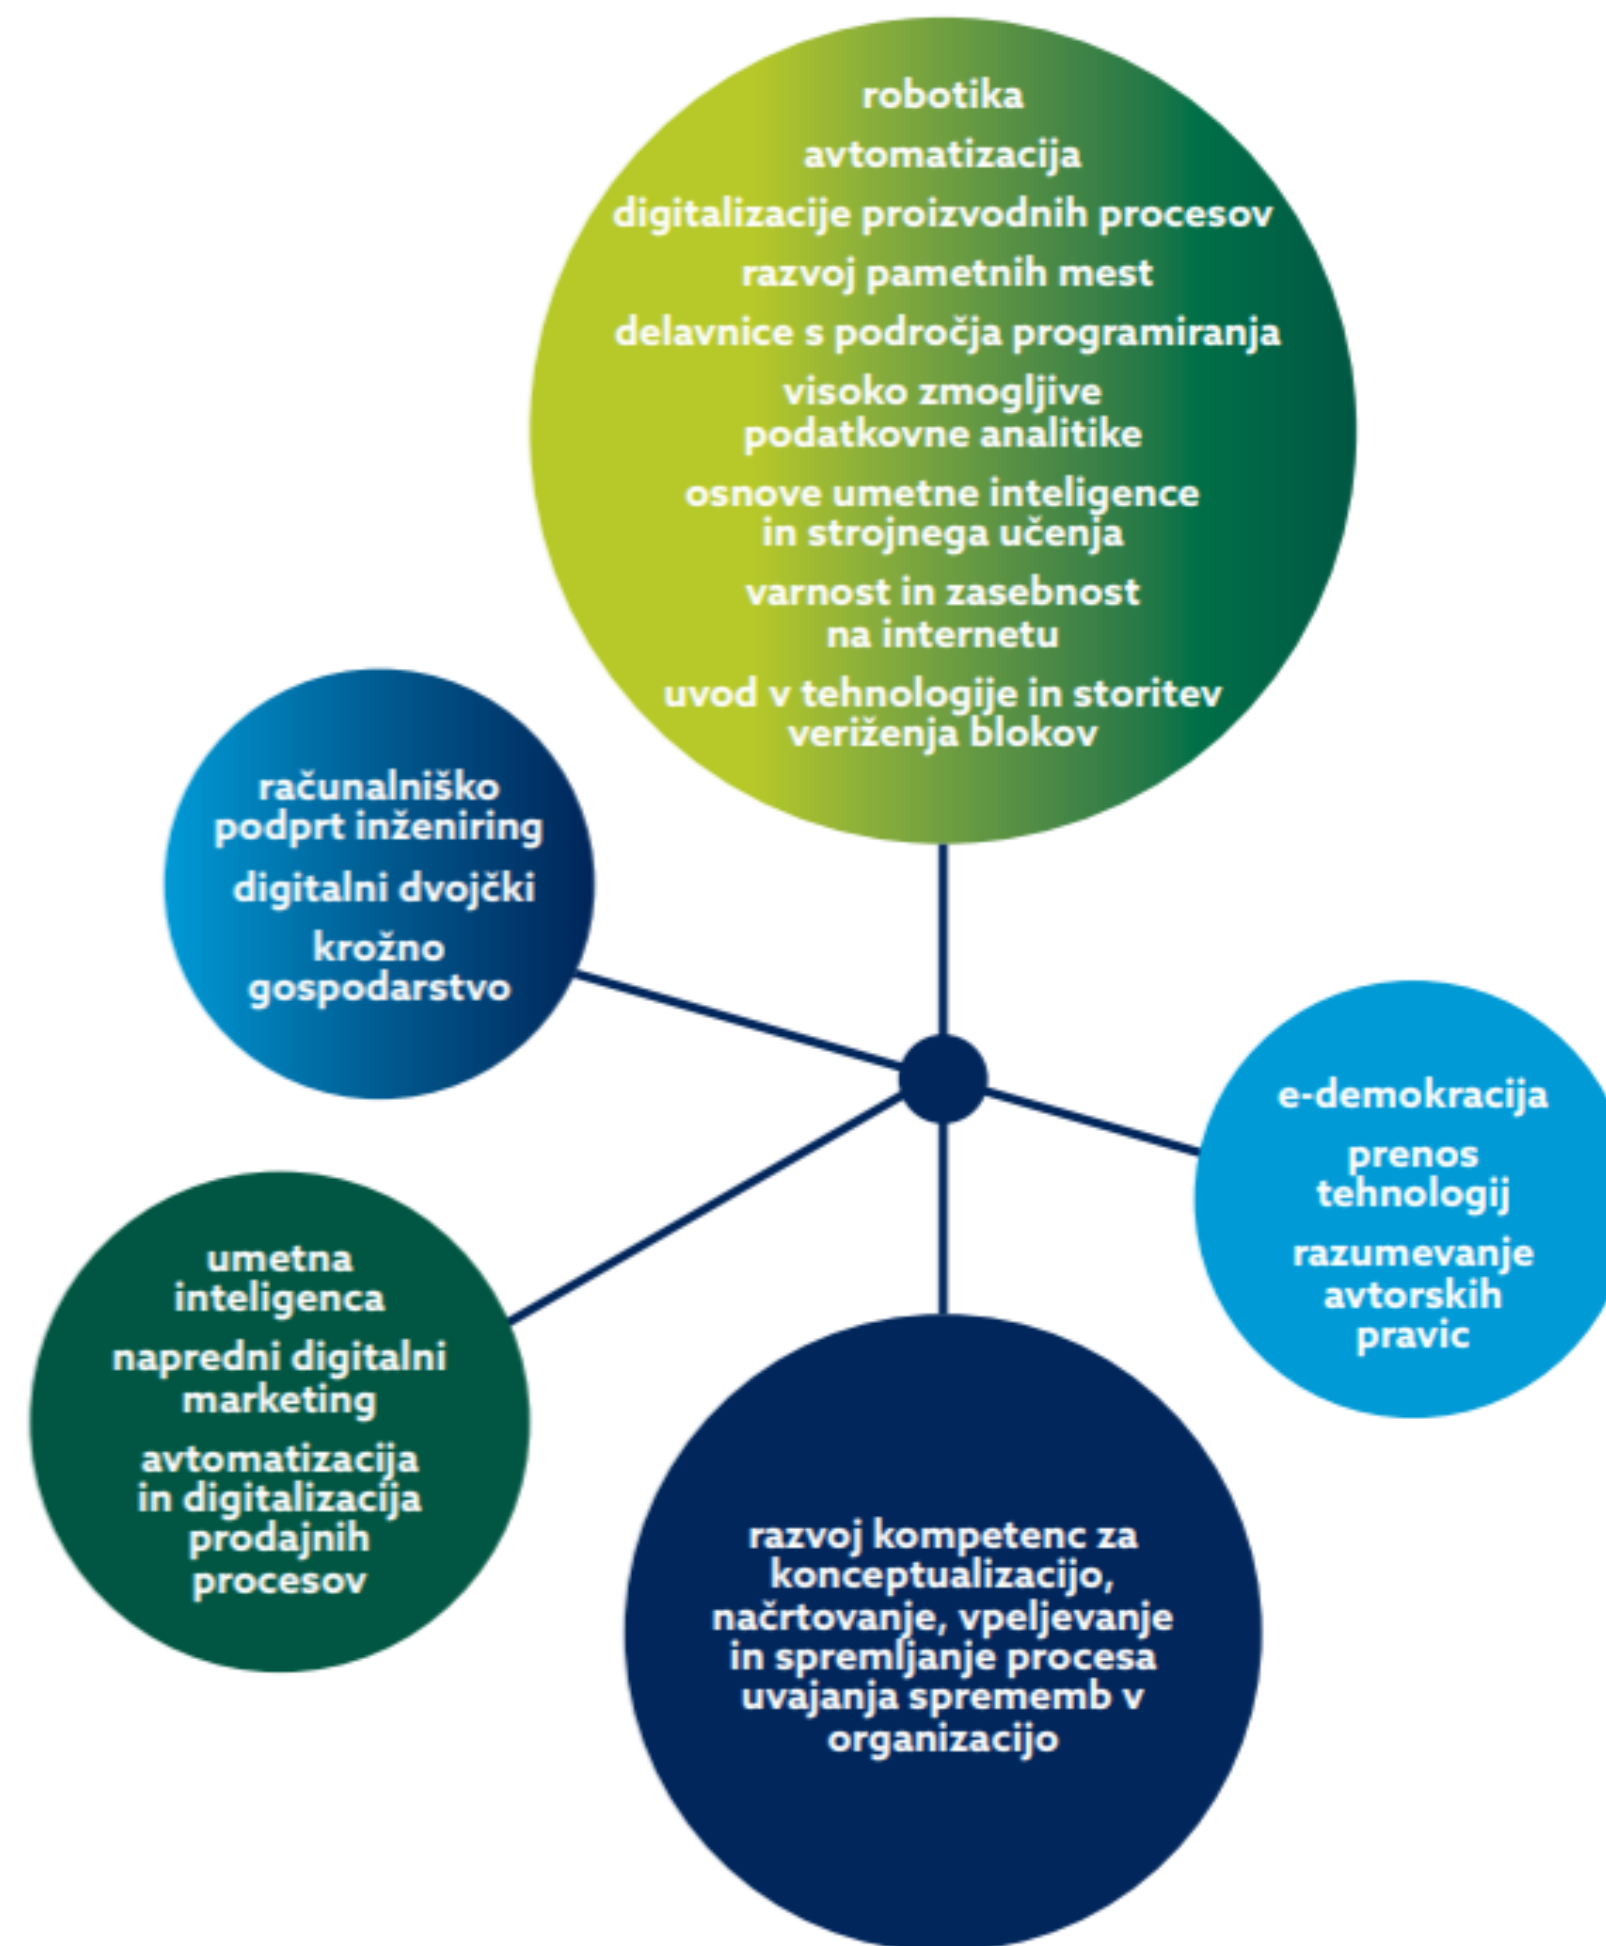 robotika
avtomatizacija
digitalizacije proizvodnih procesov
razvoj pametnih mest
delavnice s področja programiranja
visoko zmogljive
podatkovne analitike
osnove umetne inteligence
in strojnega učenja
varnost in zasebnost
na internetu
uvod v tehnologije in storitev
veriženja blokov
računalniško
podprt inženiring
digitalni dvojčki
krožno
gospodarstvo
e-demokracija
prenos
tehnologij
razumevanje
avtorskih
pravic
umetna
inteligenca
napredni digitalni
marketing
avtomatizacija
in digitalizacija
prodajnih
procesov
razvoj kompetenc za
konceptualizacijo,
načrtovanje, vpeljevanje
in spremljanje procesa
uvajanja sprememb v
organizacijo